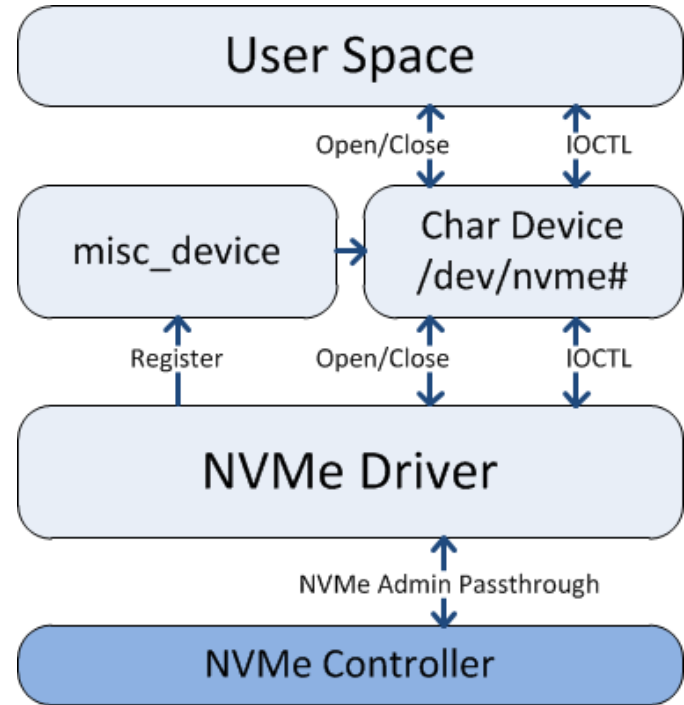 User Space
Open/Close
IOCTL
misc_device
Char Device
/dev/nvme#
Register
Open/Close
IOCTL
NVMe Driver
NVMe Admin Passthrough
NVMe Controller